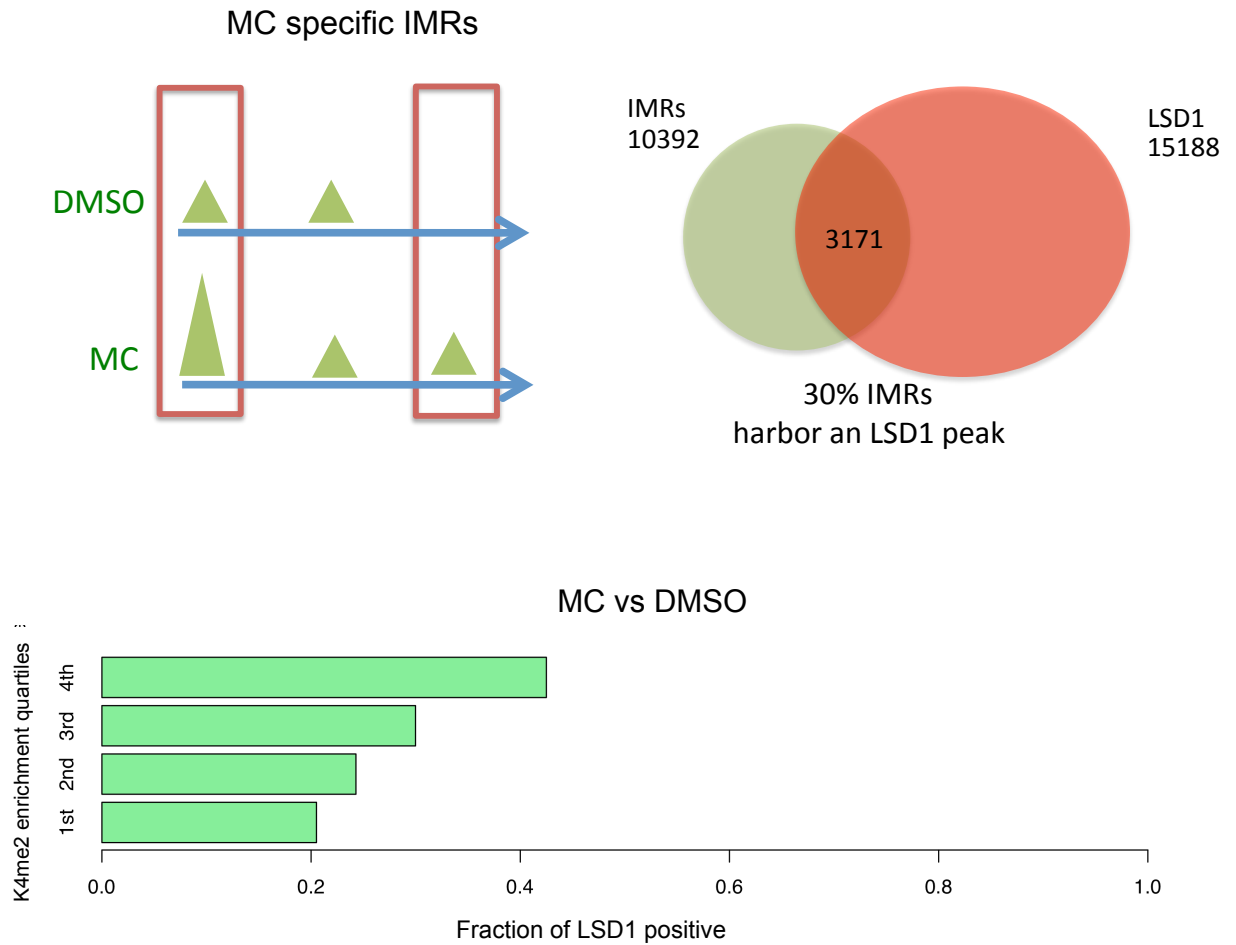 MC specific IMRs
DMSO
MC
IMRs
10392
LSD1
15188
3171
30% IMRs
harbor an LSD1 peak
MC vs DMSO
K4me2 enrichment quartiles
4th
3rd
2nd
1st
0.0 0.2 0.4 0.6 0.8 1.0
Fraction of LSD1 positive